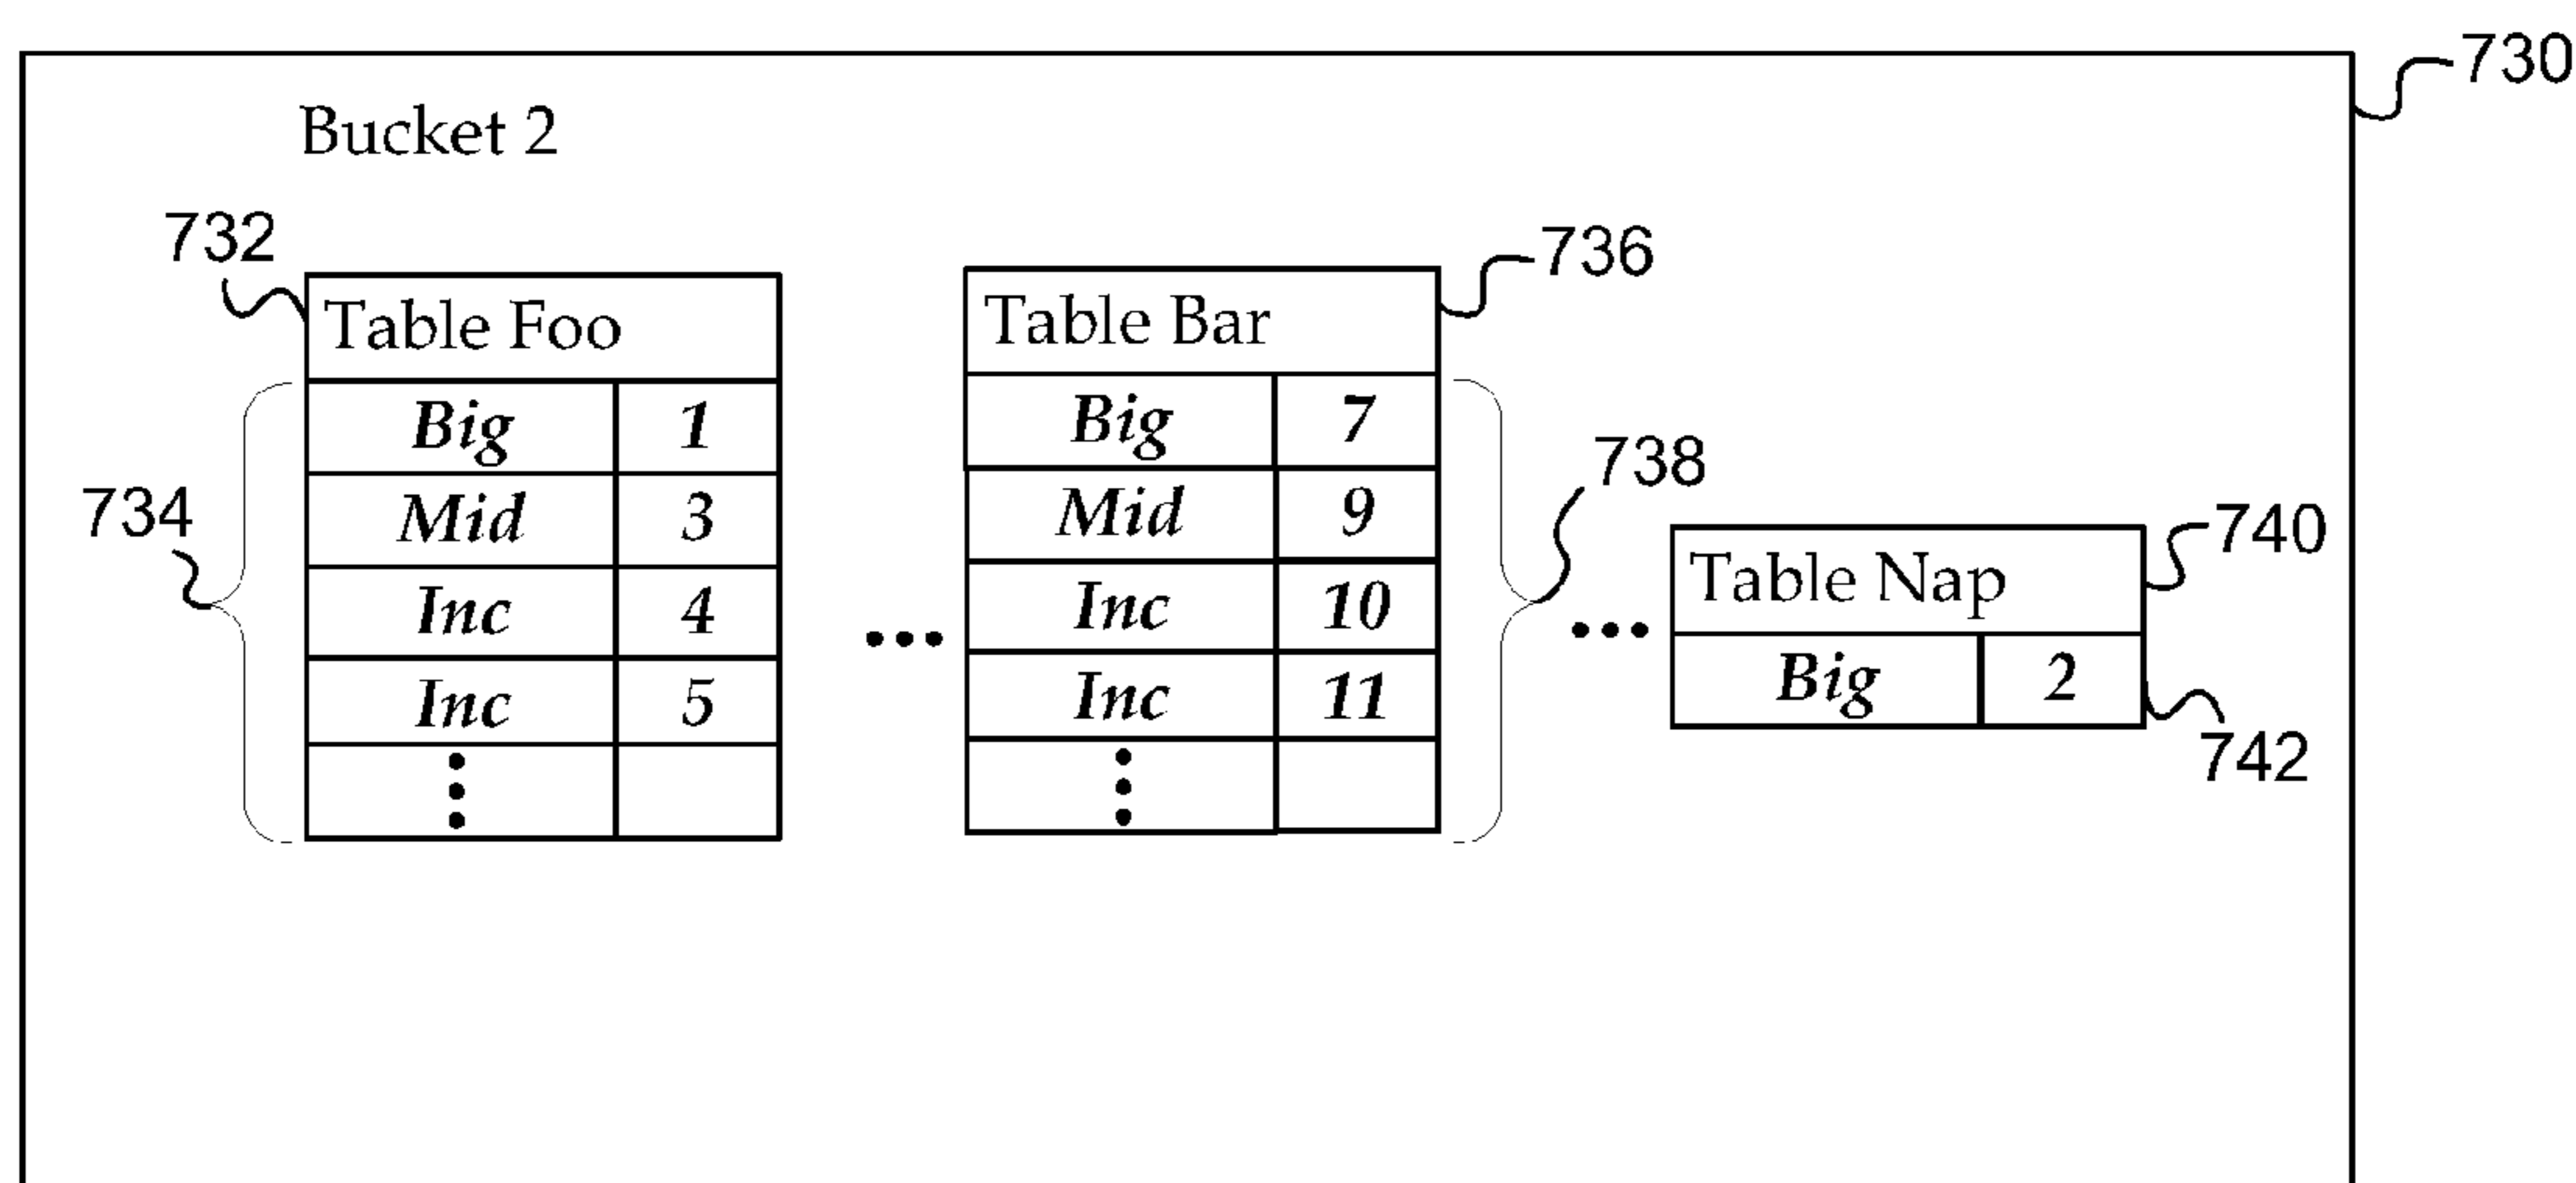 730
Bucket 2
732
Table Foo
Big 1
Mid 3
Inc 4
Inc 5
734
...
736
Table Bar
Big 7
Mid 9
Inc 10
Inc 11
738
...
740
Table Nap
Big 2
742